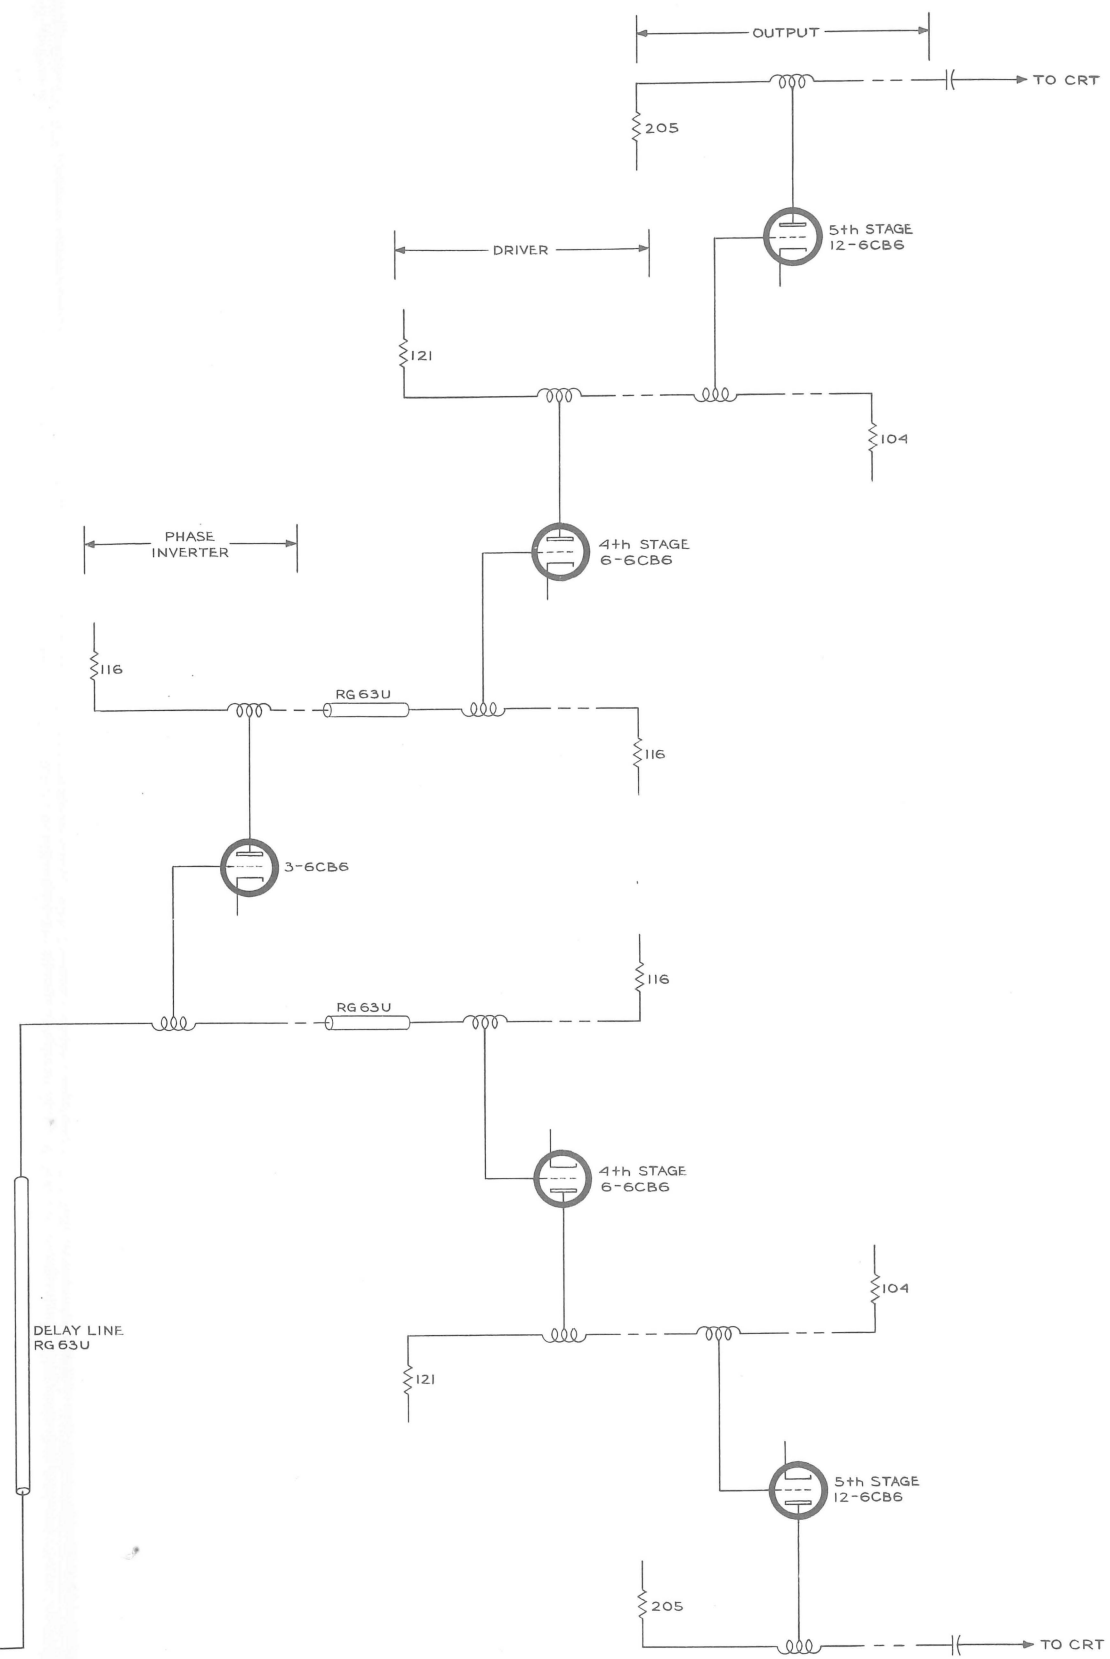 OUTPUT
TO CRT
205
5th STAGE
12-6CB6
DRIVER
121
104
PHASE
INVERTER
4th STAGE
6-6CB6
116
RG 63U
116
3-6CB6
116
RG 63U
4th STAGE
6-6CB6
104
DELAY LINE
RG 63U
121
5th STAGE
12-6CB6
205
TO CRT